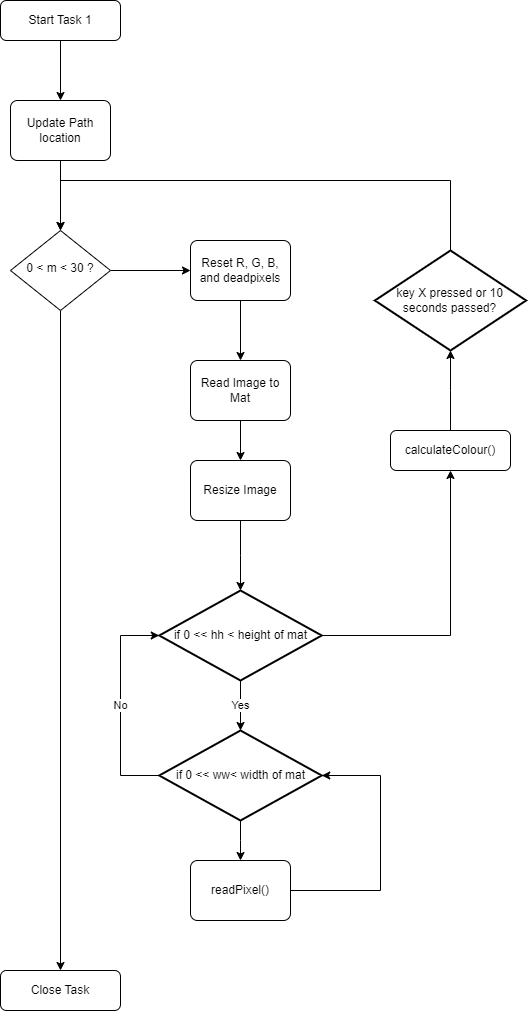 Start Task 1
Update Path
location
0 < m < 30 ?
Reset R, G, B,
and deadpixels
key X pressed or 10
seconds passed?
Read Image to
Mat
calculateColour()
Resize Image
if 0 << hh < height of mat
No
Yes
if 0 << ww< width of mat
readPixel()
Close Task